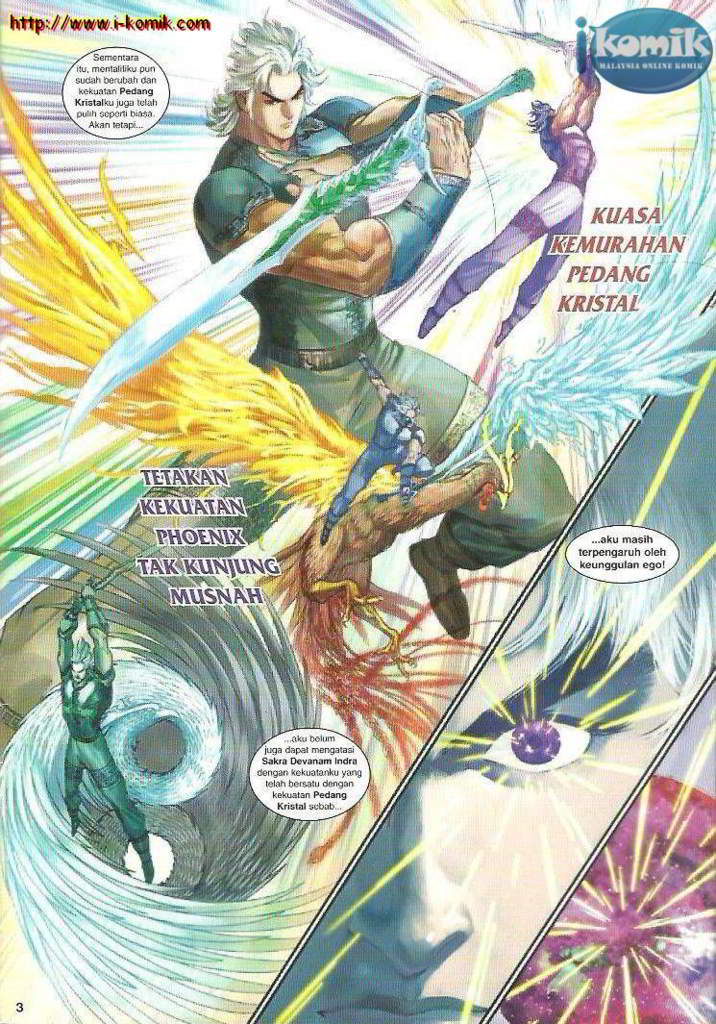 http://www.i-komik.com
ikomik
MALAYSIA ONLINE KOMIK
Sementara
itu, mentalitiku pun
sudah berubah dan
kekuatan Pedang
Kristalku juga telah
pulih seperti biasa.
Akan tetapi...
KUASA
KEMURAHAN
PEDANG
KRISTAL
TETAKAN
KEKUATAN
PHOENIX
TAK KUNJUNG
MUSNAH
...aku belum
juga dapat mengatasi
Sakra Devanam Indra
dengan kekuatanku yang
telah bersatu dengan
kekuatan Pedang
Kristal sebab...
...aku masih
terpengaruh oleh
keunggulan ego!
3